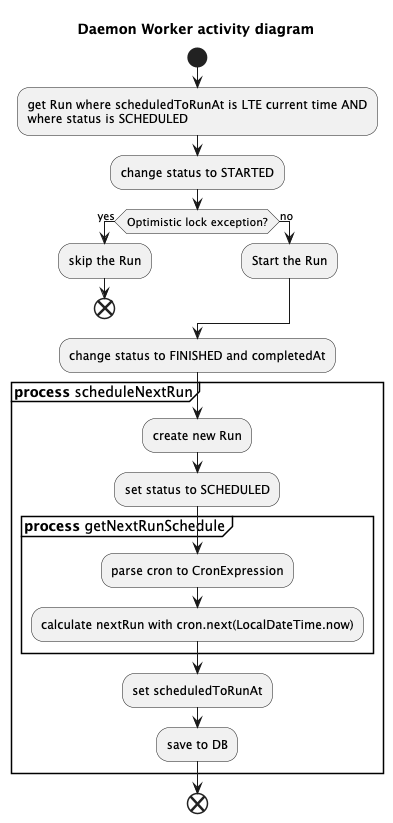 Daemon Worker activity diagram
get Run where scheduledToRunAt is LTE current time AND
where status is SCHEDULED
change status to STARTED
yes
Optimistic lock exception?
no
skip the Run
Start the Run
change status to FINISHED and completedAt
process scheduleNextRun
create new Run
set status to SCHEDULED
process getNextRunSchedule
parse cron to CronExpression
calculate nextRun with cron.next(LocalDateTime.now)
set scheduledToRunAt
save to DB